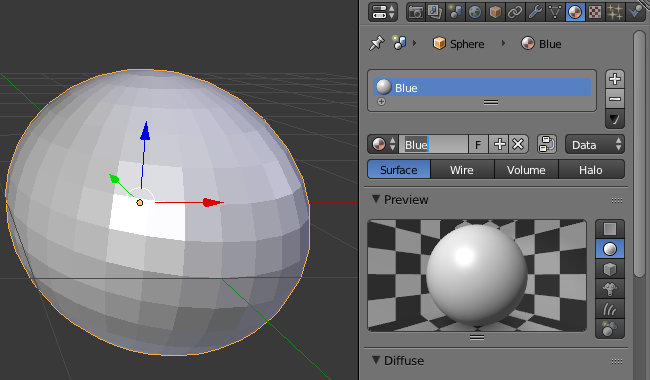 Sphere Blue
Blue
Blue F Data
Surface Wire Volume Halo
Preview
Diffuse